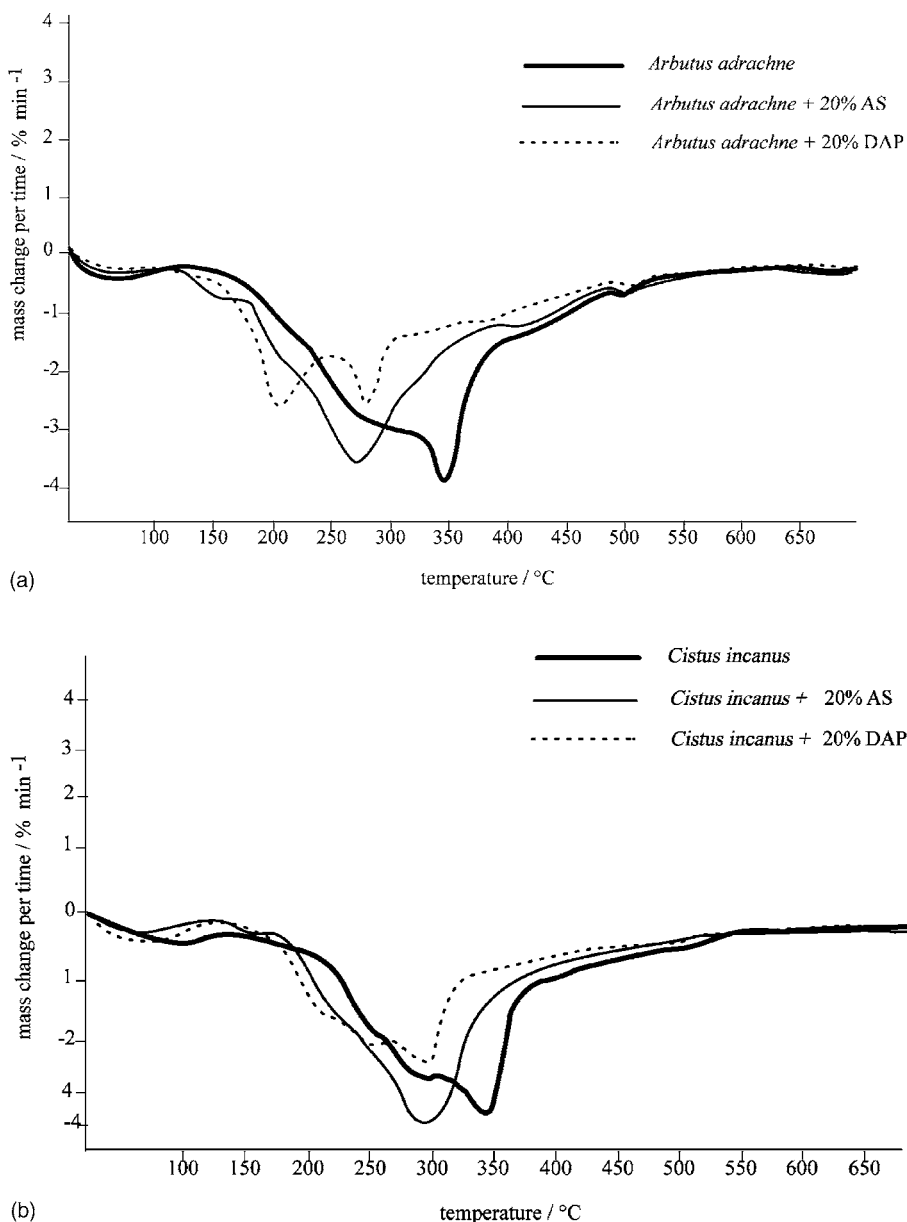 4
3
2
1
0
-1
-2
-3
-4
mass change per time / % min -1
Arbutus adrachne
Arbutus adrachne + 20% AS
Arbutus adrachne + 20% DAP
100 150 200 250 300 350 400 450 500 550 600 650
temperature / °C
(a)
4
3
2
1
0
1
-2
4
-4
mass change per time / % min -1
Cistus incanus
Cistus incanus + 20% AS
Cistus incanus + 20% DAP
100 150 200 250 300 350 400 450 500 550 600 650
temperature / °C
(b)